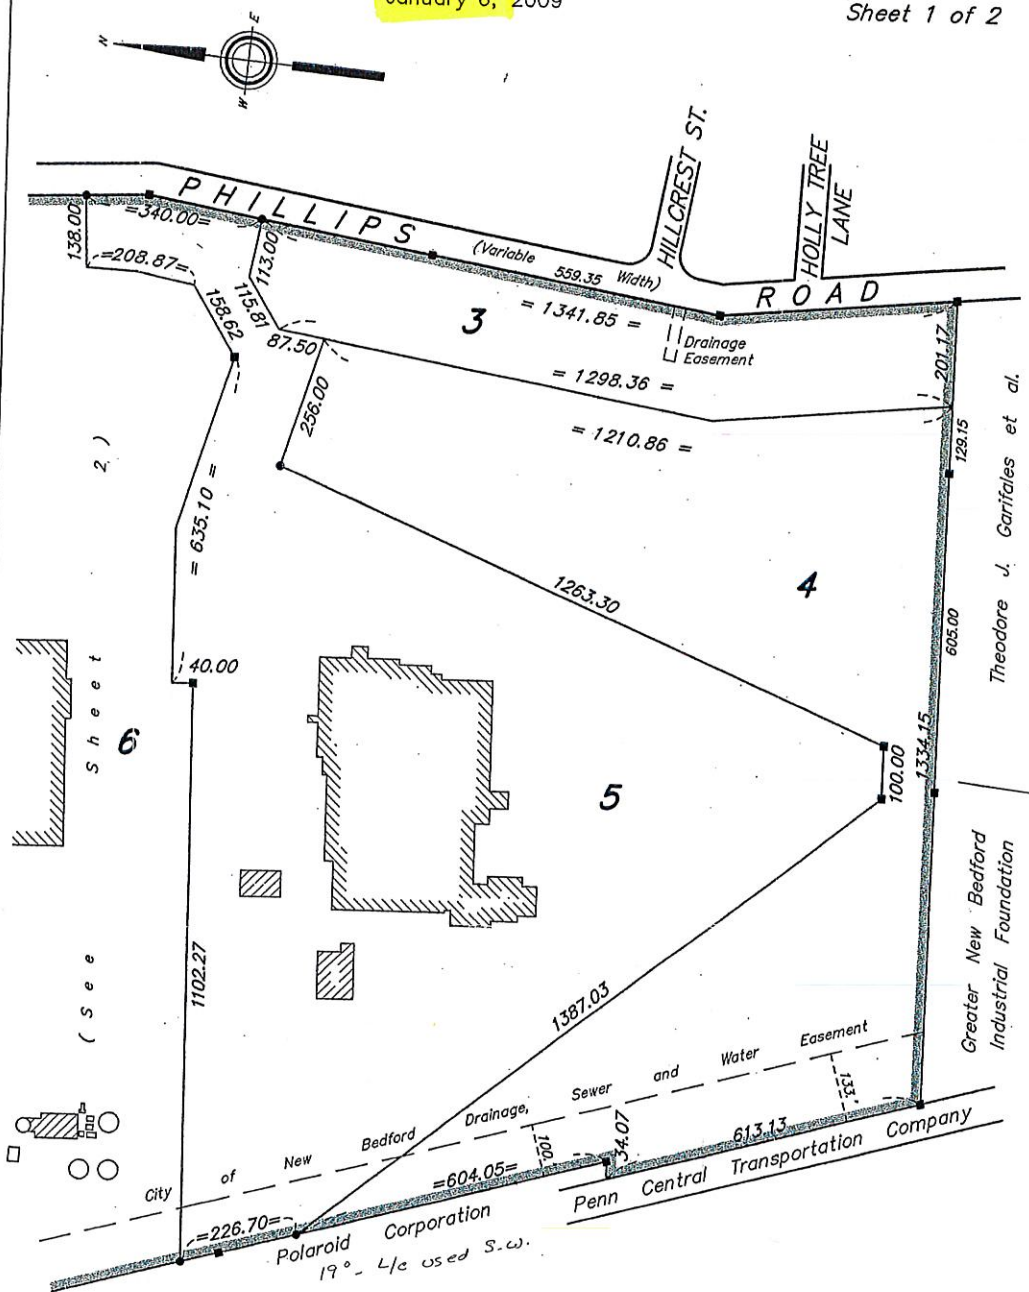 January 6, 2009
Sheet 1 of 2
N
E
W
HILLCREST ST.
HOLLY TREE
LANE
PHILLIPS
(Variable
Width)
ROAD
138.00
=340.00=
=208.87=
113.00
158.62
115.81
87.50
559.35
= 1341.85 =
3
Drainage
Easement
201.17
= 1298.36 =
256.00
= 1210.86 =
129.15
= 635.10 =
1263.30
4
605.00
Theodore J. Garifales et al.
40.00
6
(See Sheet 2)
5
100.00
1334.15
Greater New Bedford
Industrial Foundation
1102.27
1387.03
City of New Bedford Drainage, Sewer and Water Easement
133.'
100.'
34.07
613.13
=604.05=
=226.70=
Penn Central Transportation Company
Polaroid Corporation
19° - L/c used S.W.